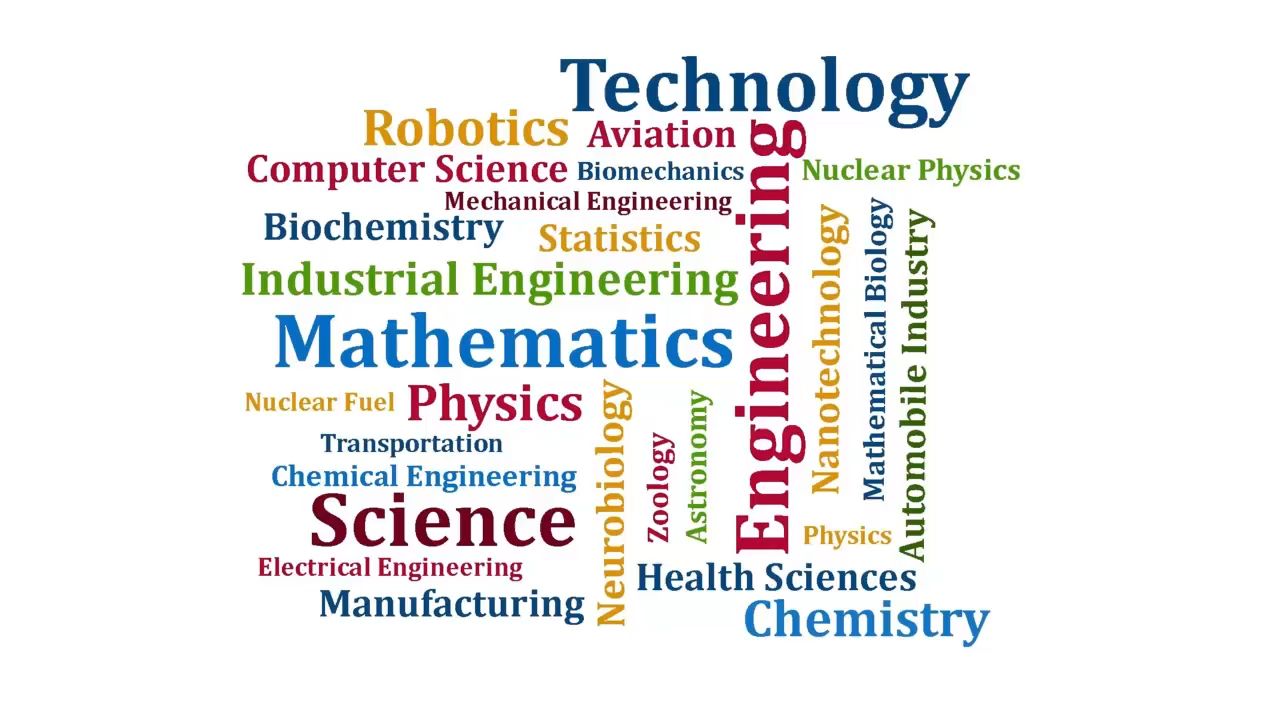 Technology
Robotics
Aviation
Computer Science
Biomechanics
Nuclear Physics
Mechanical Engineering
Biochemistry
Statistics
Industrial Engineering
Mathematics
Engineering
Nanotechnology
Mathematical Biology
Automobile Industry
Nuclear Fuel
Physics
Transportation
Chemical Engineering
Science
Electrical Engineering
Manufacturing
Neurobiology
Zoology
Astronomy
Physics
Health Sciences
Chemistry